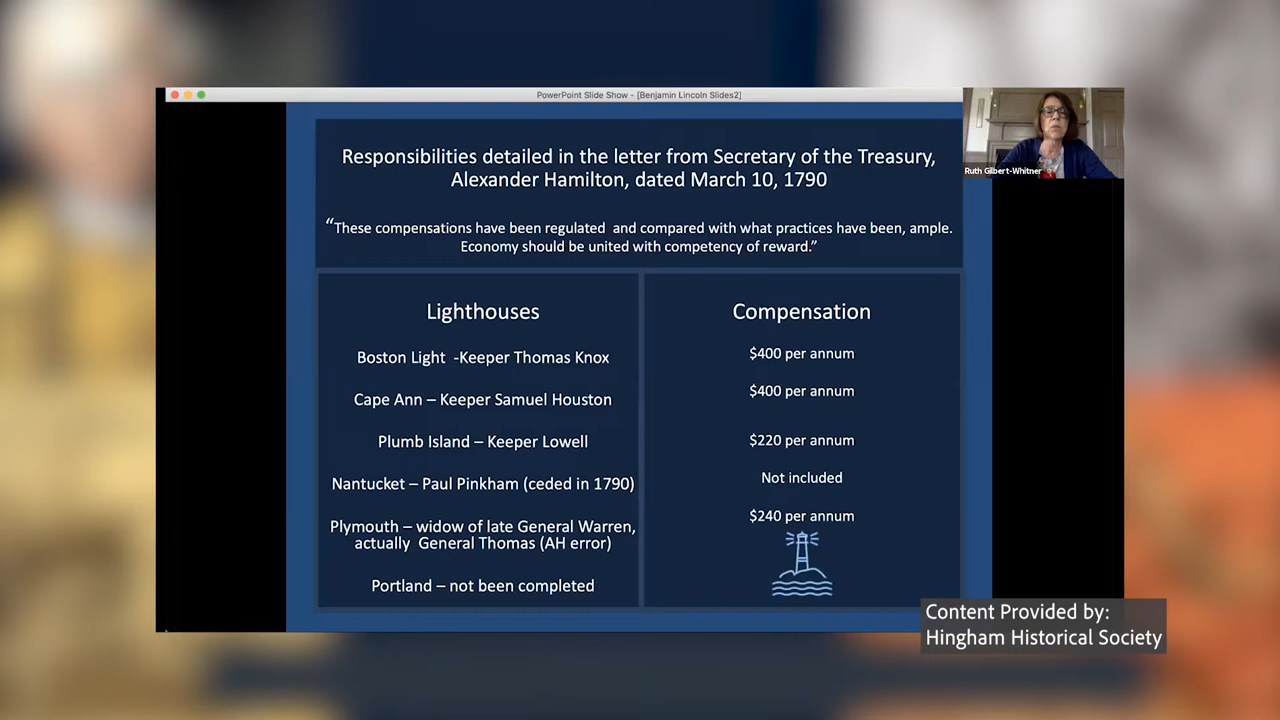 PowerPoint Slide Show - [Benjamin Lincoln Slides2]
Ruth Gilbert-Whitner
Responsibilities detailed in the letter from Secretary of the Treasury,
Alexander Hamilton, dated March 10, 1790
“These compensations have been regulated  and compared with what practices have been, ample.
Economy should be united with competency of reward.”
Lighthouses
Boston Light  -Keeper Thomas Knox
Cape Ann – Keeper Samuel Houston
Plumb Island – Keeper Lowell
Nantucket – Paul Pinkham (ceded in 1790)
Plymouth – widow of late General Warren,
actually  General Thomas (AH error)
Portland – not been completed
Compensation
$400 per annum
$400 per annum
$220 per annum
Not included
$240 per annum
Content Provided by:
Hingham Historical Society